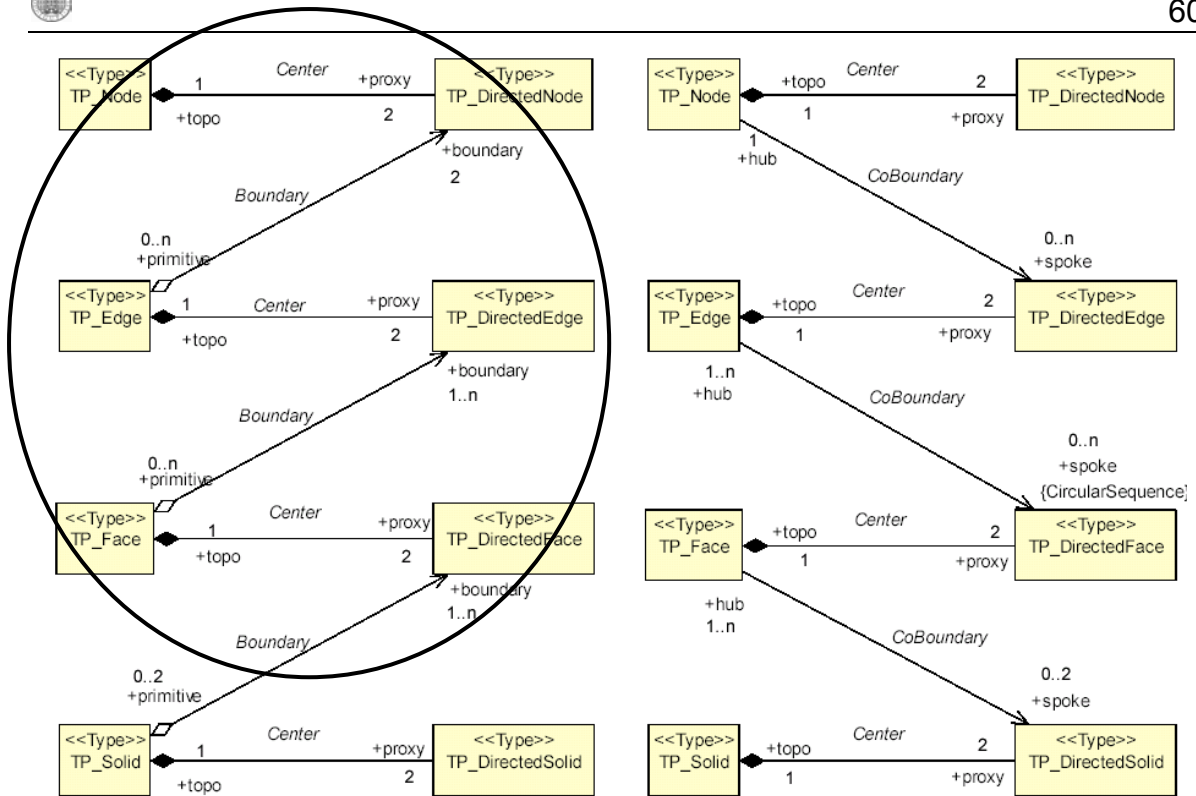 60
<<Type>>
TP_Node
1
Center
+proxy
+topo
2
<<Type>>
TP_DirectedNode
+boundary
2
Boundary
0..n
+primitive
<<Type>>
TP_Edge
1
Center
+proxy
+topo
2
<<Type>>
TP_DirectedEdge
+boundary
1..n
Boundary
0..n
+primitive
<<Type>>
TP_Face
1
Center
+proxy
+topo
2
<<Type>>
TP_DirectedFace
+boundary
1..n
Boundary
0..2
+primitive
<<Type>>
TP_Solid
1
Center
+proxy
+topo
2
<<Type>>
TP_DirectedSolid
<<Type>>
TP_Node
+topo
Center
2
1
+proxy
<<Type>>
TP_DirectedNode
1
+hub
CoBoundary
0..n
+spoke
<<Type>>
TP_Edge
+topo
Center
2
1
+proxy
<<Type>>
TP_DirectedEdge
1..n
+hub
CoBoundary
0..n
+spoke
{CircularSequence}
<<Type>>
TP_Face
+topo
Center
2
1
+proxy
<<Type>>
TP_DirectedFace
+hub
1..n
CoBoundary
0..2
+spoke
<<Type>>
TP_Solid
+topo
Center
2
1
+proxy
<<Type>>
TP_DirectedSolid